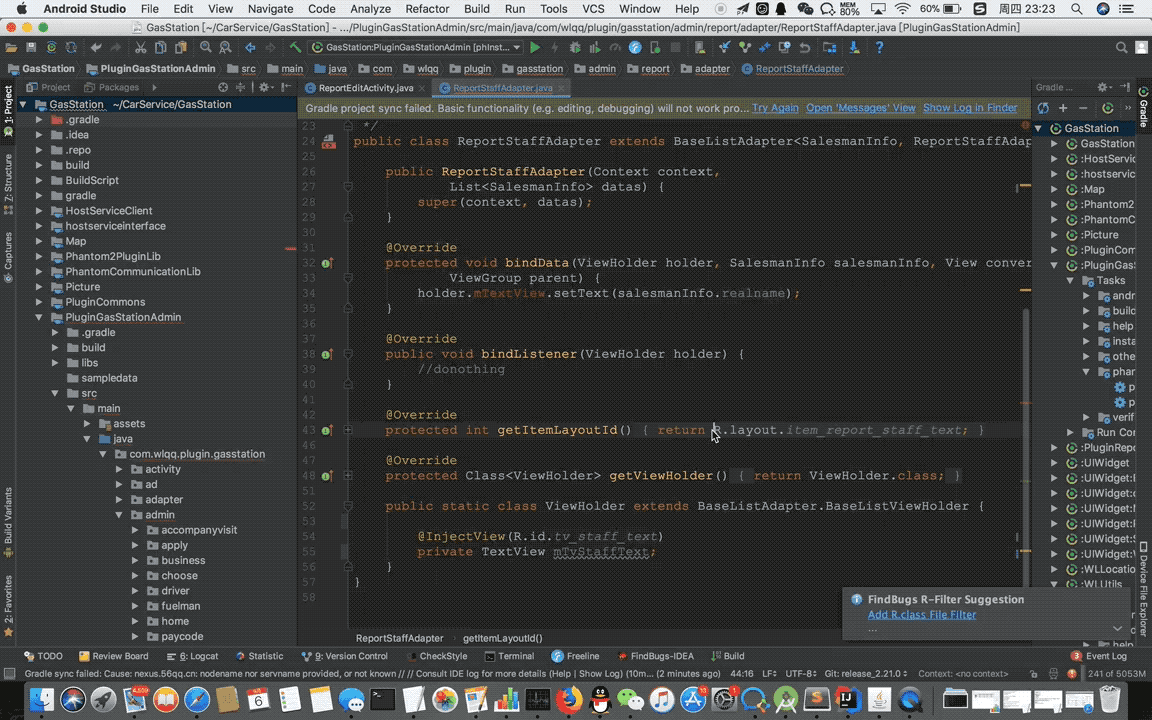 Android Studio File Edit View Navigate Code Analyze Refactor Build Run Tools VCS Window Help MEM 80% 60% 周四 23:23
GasStation [~/CarService/GasStation] - .../PluginGasStationAdmin/src/main/java/com/wlqq/plugin/gasstation/admin/report/adapter/ReportStaffAdapter.java [PluginGasStationAdmin]
GasStation:PluginGasStationAdmin [phInst...
GasStation PluginGasStationAdmin src main java com wlqq plugin gasstation admin report adapter ReportStaffAdapter
Project Packages ReportEditActivity.java ReportStaffAdapter.java Gradle ...
Gradle project sync failed. Basic functionality (e.g. editing, debugging) will not work pro... Try Again Open 'Messages' View Show Log in Finder
1: Project
7: Structure
Captures
Build Variants
2: Favorites
GasStation ~/CarService/GasStation
.gradle
.idea
.repo
build
BuildScript
gradle
HostServiceClient
hostserviceinterface
Map
Phantom2PluginLib
PhantomCommunicationLib
Picture
PluginCommons
PluginGasStationAdmin
.gradle
build
libs
sampledata
src
main
assets
java
com.wlqq.plugin.gasstation
activity
ad
adapter
admin
accompanyvisit
apply
business
choose
driver
fuelman
home
paycode
23 */
24 public class ReportStaffAdapter extends BaseListAdapter<SalesmanInfo, ReportStaffAdap
25
26 public ReportStaffAdapter(Context context,
27 List<SalesmanInfo> datas) {
28 super(context, datas);
29 }
30
31 @Override
32 protected void bindData(ViewHolder holder, SalesmanInfo salesmanInfo, View conver
33 ViewGroup parent) {
34 holder.mTextView.setText(salesmanInfo.realname);
35 }
36
37 @Override
38 public void bindListener(ViewHolder holder) {
39 //donothing
40 }
41
42 @Override
43 protected int getItemLayoutId() { return R.layout.item_report_staff_text; }
46
47 @Override
48 protected Class<ViewHolder> getViewHolder() { return ViewHolder.class; }
51
52 public static class ViewHolder extends BaseListAdapter.BaseListViewHolder {
53
54 @InjectView(R.id.tv_staff_text)
55 private TextView mTvStaffText;
56 }
57 }
58
ReportStaffAdapter getItemLayoutId()
GasStation
GasStation
:HostServic
:hostservic
:Map
:Phantom2
:PhantomC
:Picture
:PluginCom
:PluginGas
Tasks
andr
build
help
insta
othe
phar
p
p
verif
Run Cor
:PluginRepo
:UIWidget
:UIWidget:
:UIWidget:
:UIWidget:
:UIWidget:
:UIWidget:
:UIWidget:
:WLLocatio
:WLUtils
Gradle
Device File Explorer
FindBugs R-Filter Suggestion
Add R.class File Filter
...
TODO Review Board 6: Logcat Statistic 9: Version Control CheckStyle Terminal Freeline FindBugs-IDEA Build 3 Event Log
Gradle sync failed: Cause: nexus.56qq.cn: nodename nor servname provided, or not known // // Consult IDE log for more details (Help | Show Log) (10m... (2 minutes ago) 44:16 LF÷ UTF-8÷ Git: release_2.21.0÷ Context: <no context> 241 of 5053M